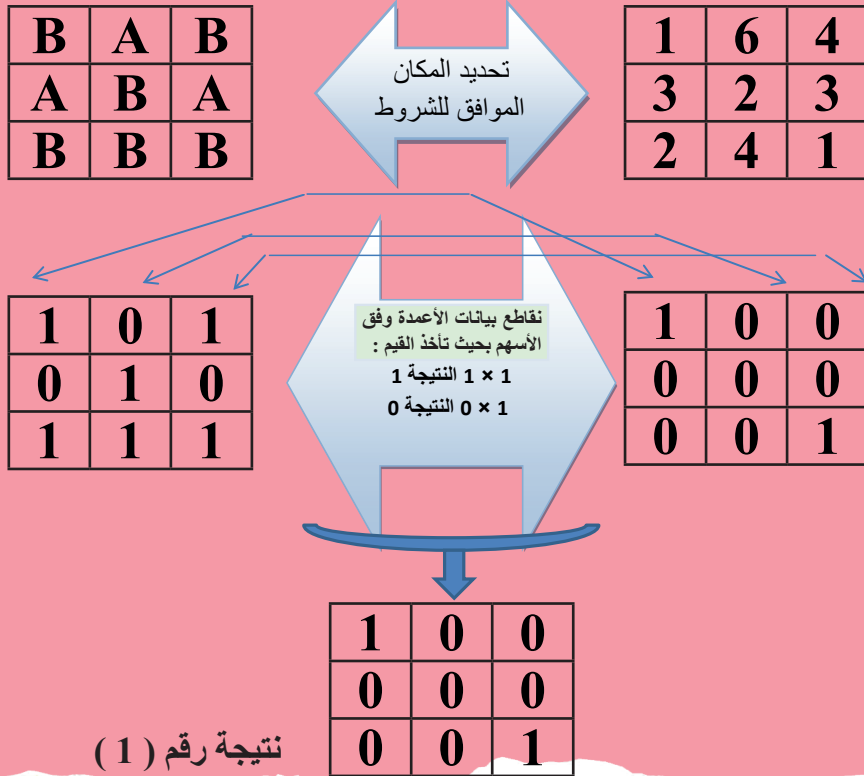 B A B
A B A
B B B
تحديد المكان
الموافق للشروط
1 6 4
3 2 3
2 4 1
1 0 1
0 1 0
1 1 1
نقاطع بيانات الأعمدة وفق
الأسهم بحيث تأخذ القيم :
1 × 1 النتيجة 1
1 × 0 النتيجة 0
1 0 0
0 0 0
0 0 1
1 0 0
0 0 0
0 0 1
نتيجة رقم ( 1 )